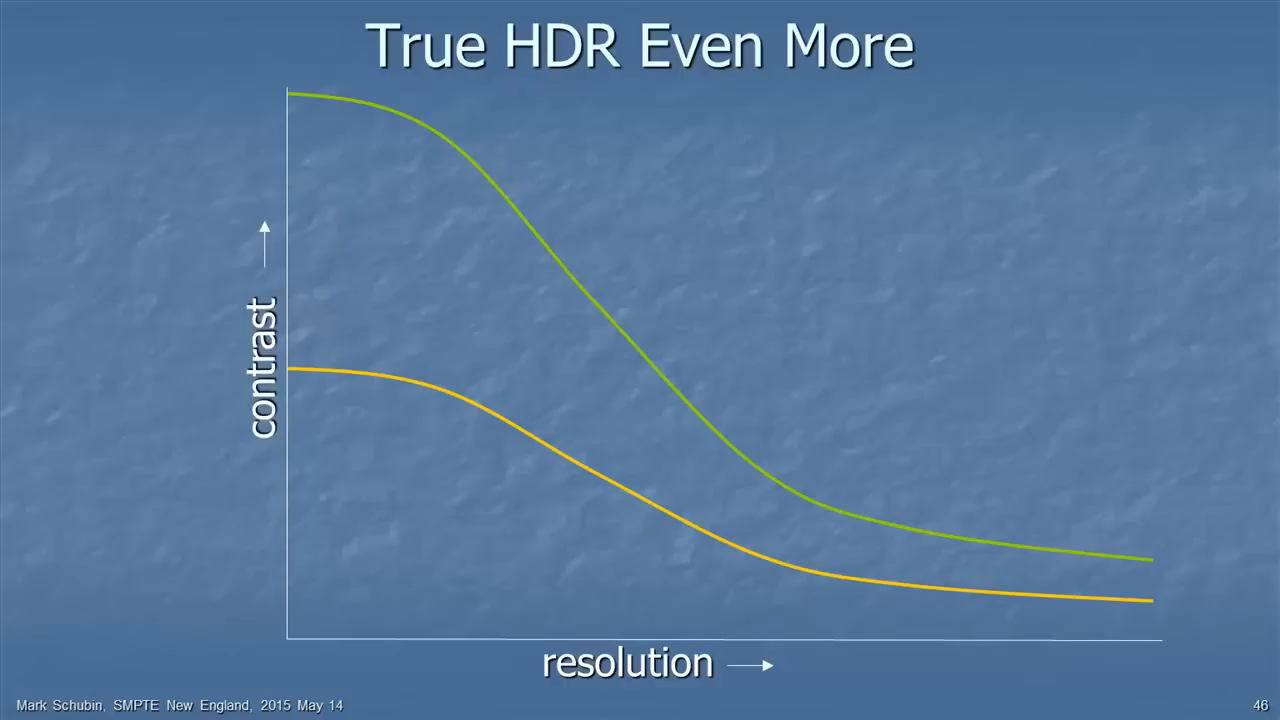 True HDR Even More
contrast
resolution
Mark Schubin, SMPTE New England, 2015 May 14
46